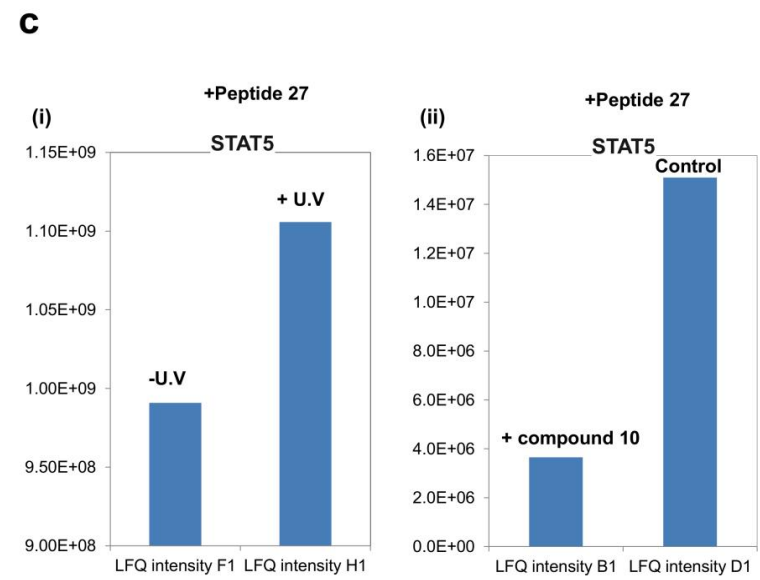 c
+Peptide 27
(i)
STAT5
1.15E+09
1.10E+09
1.05E+09
1.00E+09
9.50E+08
9.00E+08
-U.V
+ U.V
LFQ intensity F1 LFQ intensity H1
+Peptide 27
(ii)
STAT5
1.6E+07
1.4E+07
1.2E+07
1.0E+07
8.0E+06
6.0E+06
4.0E+06
2.0E+06
0.0E+00
Control
+ compound 10
LFQ intensity B1 LFQ intensity D1